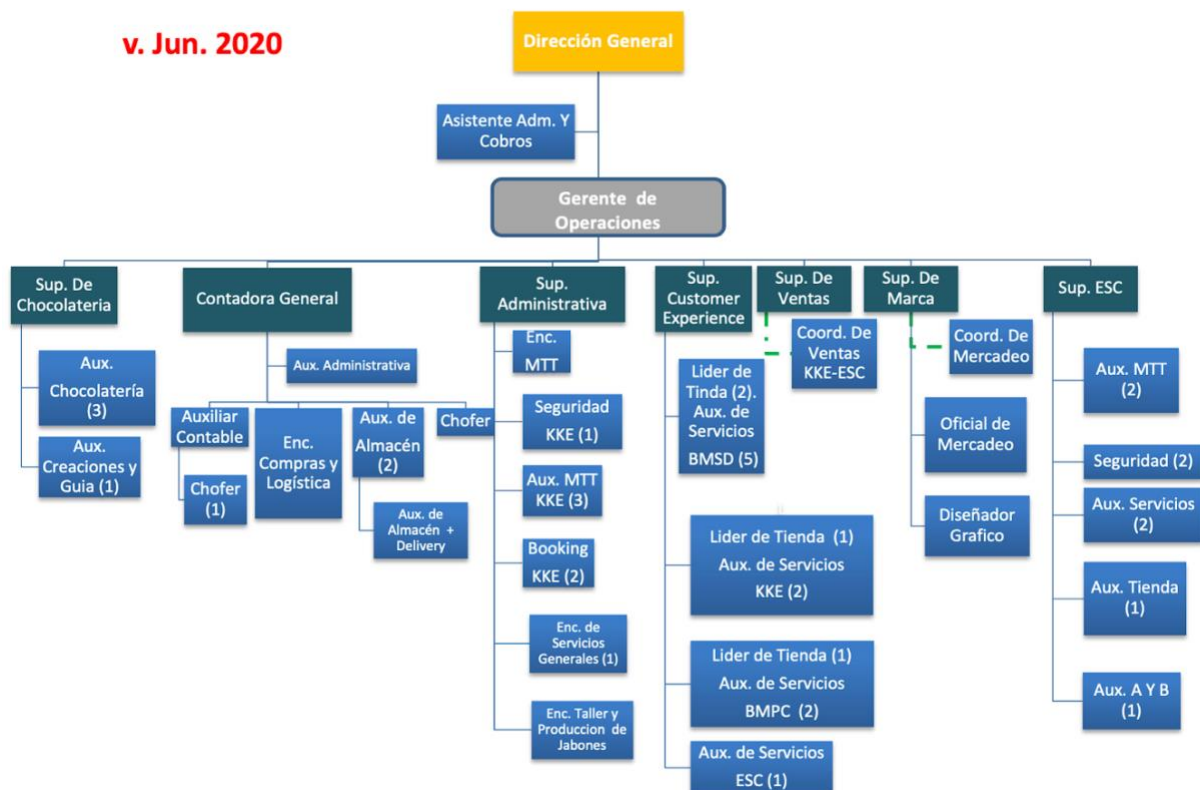 v. Jun. 2020
Dirección General
Asistente Adm. Y
Cobros
Gerente de
Operaciones
Sup. De
Chocolateria
Aux.
Chocolatería
(3)
Aux.
Creaciones y
Guia (1)
Contadora General
Aux. Administrativa
Auxiliar
Contable
Chofer
(1)
Enc.
Compras y
Logística
Aux. de
Almacén
(2)
Aux. de
Almacén +
Delivery
Chofer
Sup.
Administrativa
Enc.
MTT
Seguridad
KKE (1)
Aux. MTT
KKE (3)
Booking
KKE (2)
Enc. de
Servicios
Generales (1)
Enc. Taller y
Produccion de
Jabones
Sup.
Customer
Experience
Lider de
Tinda (2).
Aux. de
Servicios
BMSD (5)
Lider de Tienda (1)
Aux. de Servicios
KKE (2)
Lider de Tienda (1)
Aux. de Servicios
BMPC (2)
Aux. de Servicios
ESC (1)
Sup. De
Ventas
Coord. De
Ventas
KKE-ESC
Sup. De
Marca
Coord. De
Mercadeo
Oficial de
Mercadeo
Diseñador
Grafico
Sup. ESC
Aux. MTT
(2)
Seguridad (2)
Aux. Servicios
(2)
Aux. Tienda
(1)
Aux. A Y B
(1)